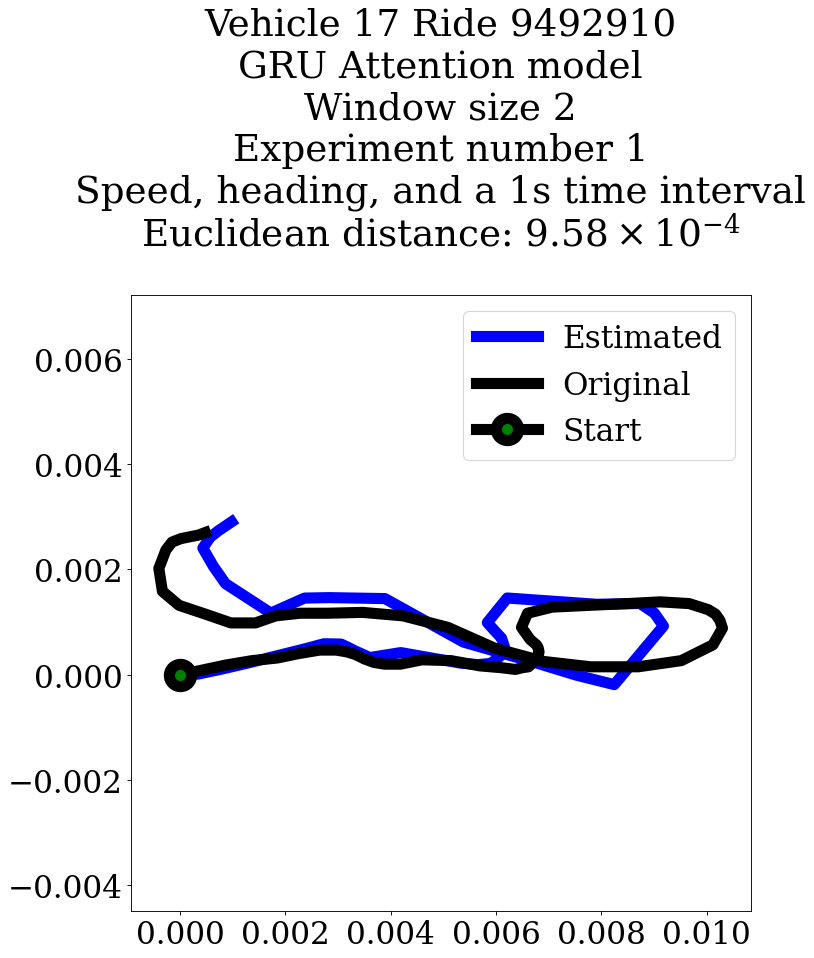 Vehicle 17 Ride 9492910
GRU Attention model
Window size 2
Experiment number 1
Speed, heading, and a 1s time interval
Euclidean distance: 9.58 × 10⁻⁴
Estimated
Original
Start
0.006
0.004
0.002
0.000
−0.002
−0.004
0.000 0.002 0.004 0.006 0.008 0.010